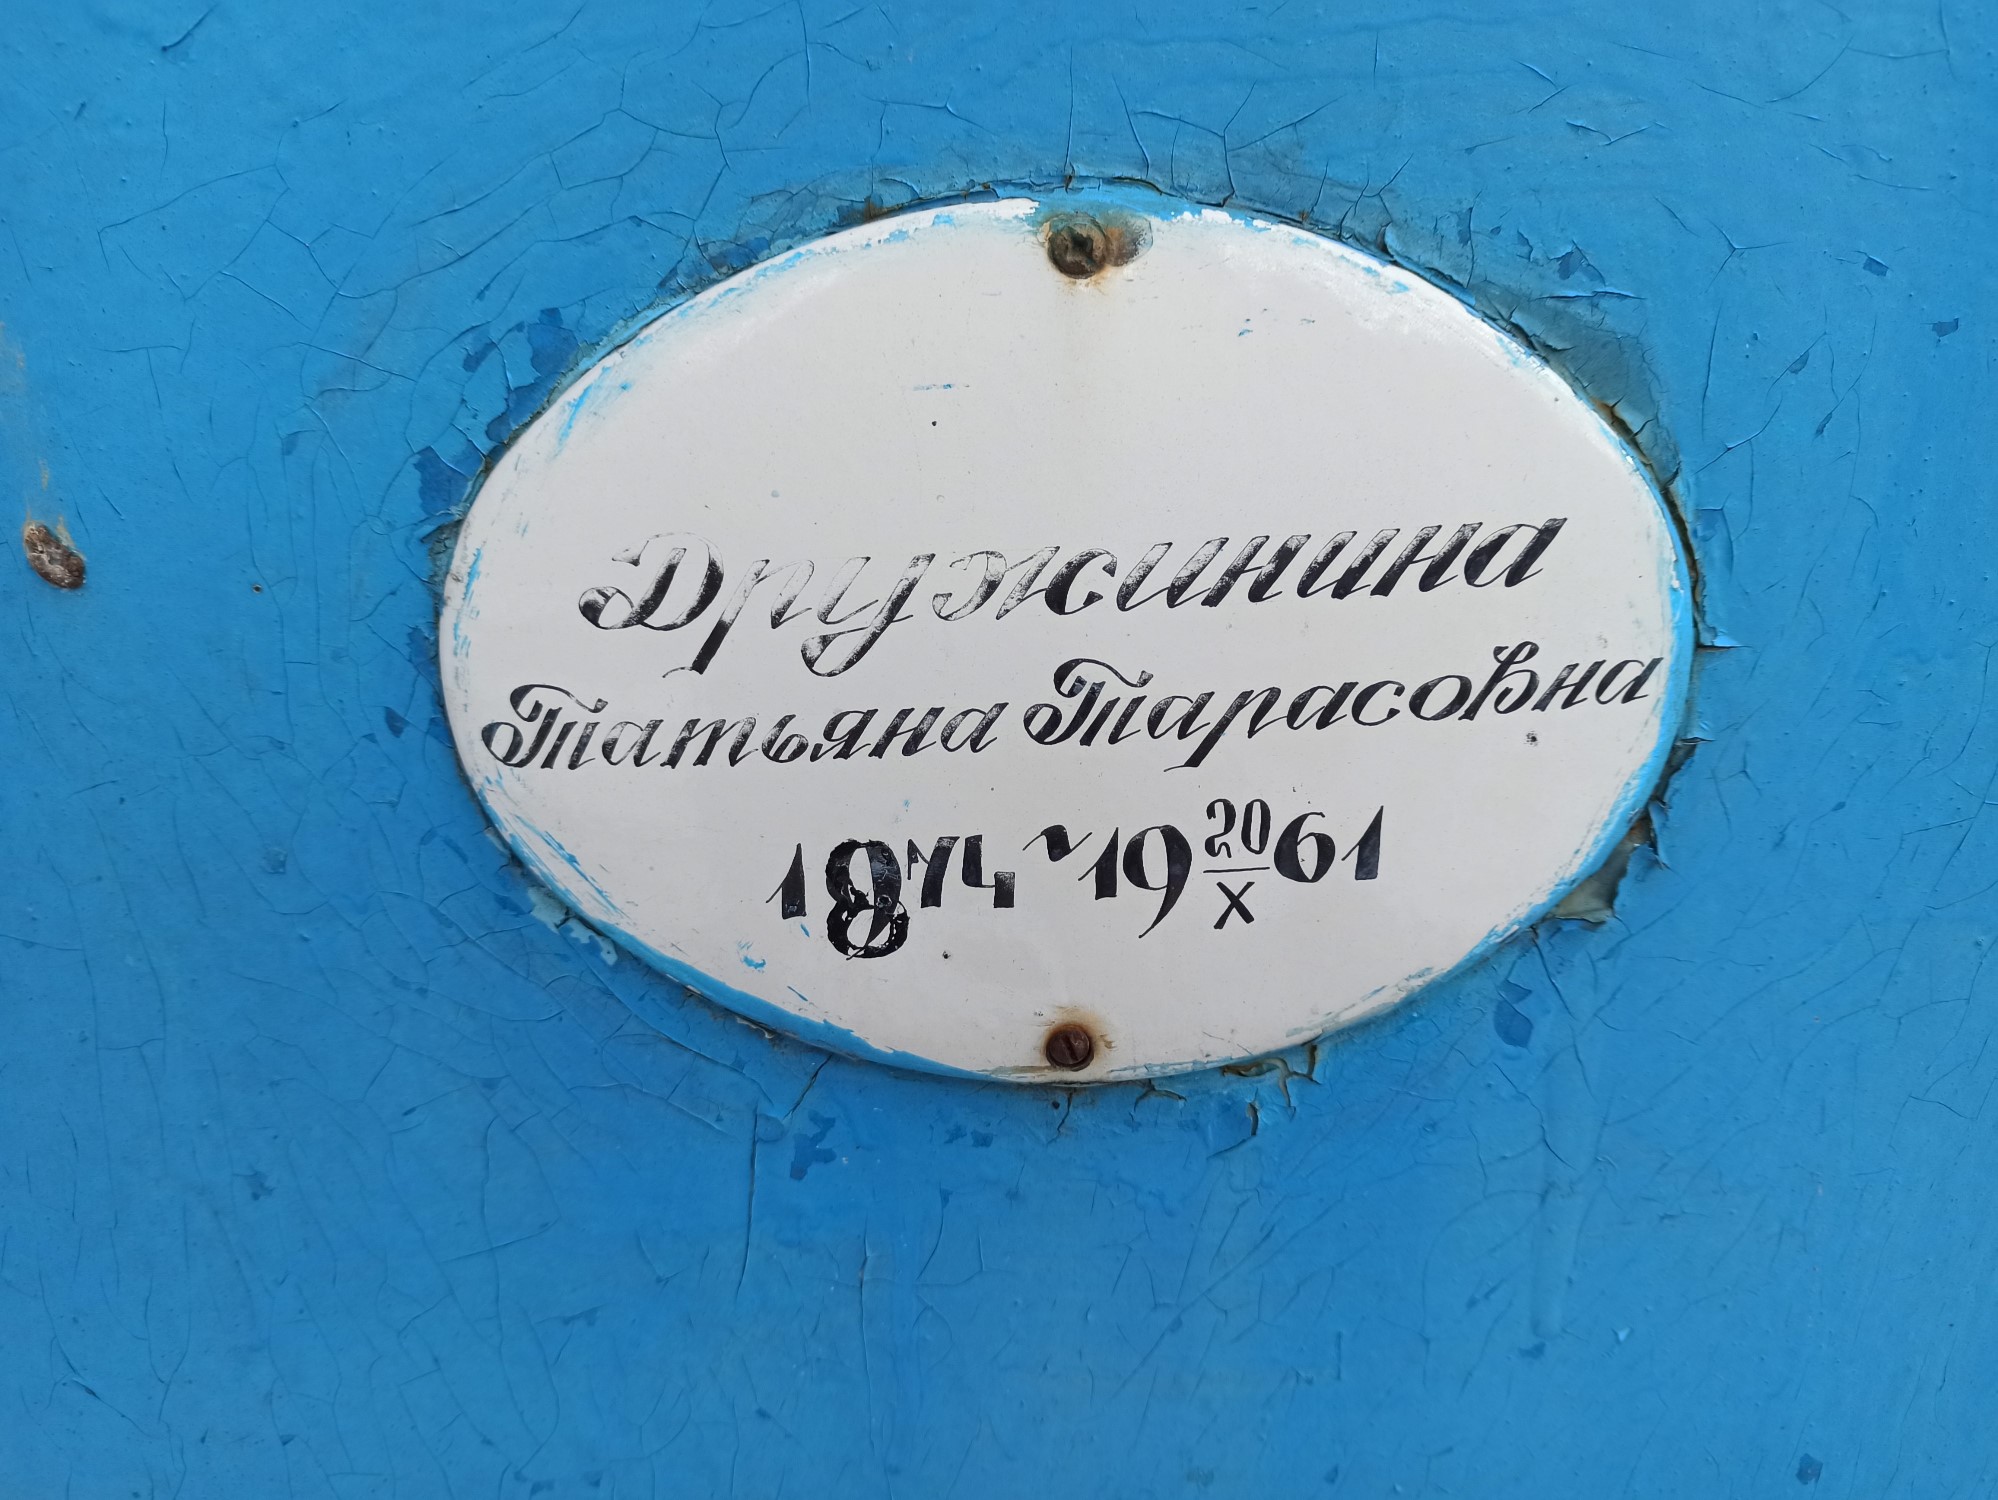 Дружинина
Татьяна Тарасовна
1874 ~ 19 20/X 61